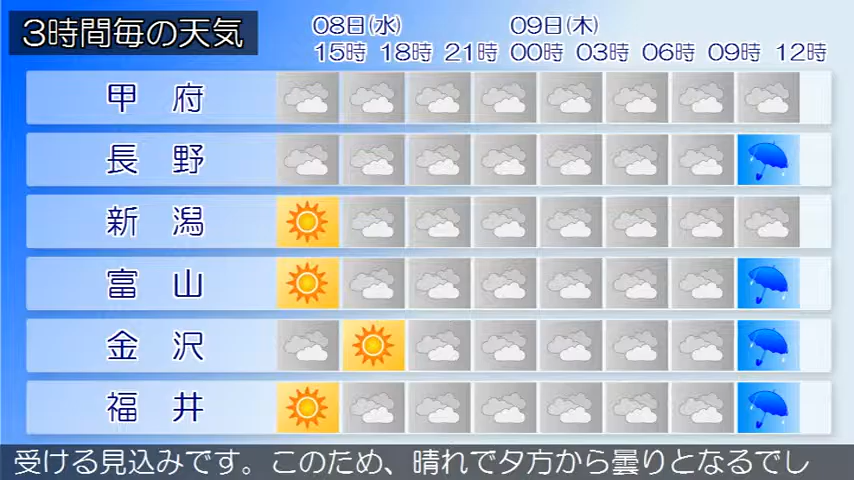 3時間毎の天気
08日(水) 09日(木)
15時 18時 21時 00時 03時 06時 09時 12時
甲 府
長 野
新 潟
富 山
金 沢
福 井
受ける見込みです。このため、晴れで夕方から曇りとなるでし